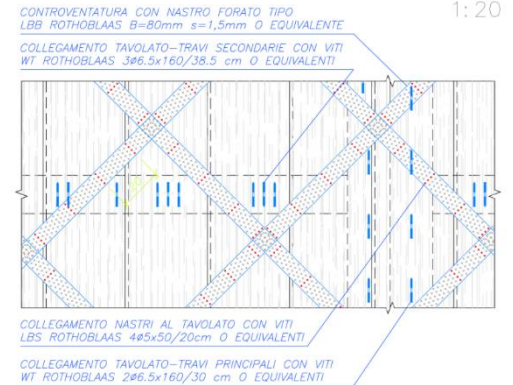 CONTROVENTATURA CON NASTRO FORATO TIPO
LBB ROTHOBLAAS B=80mm s=1,5mm O EQUIVALENTE
1:20
COLLEGAMENTO TAVOLATO-TRAVI SECONDARIE CON VITI
WT ROTHOBLAAS 3ø6.5x160/38.5 cm O EQUIVALENTI
COLLEGAMENTO NASTRI AL TAVOLATO CON VITI
LBS ROTHOBLAAS 4ø5x50/20cm O EQUIVALENTI
COLLEGAMENTO TAVOLATO-TRAVI PRINCIPALI CON VITI
WT ROTHOBLAAS 2ø6.5x160/30 cm O EQUIVALENTI